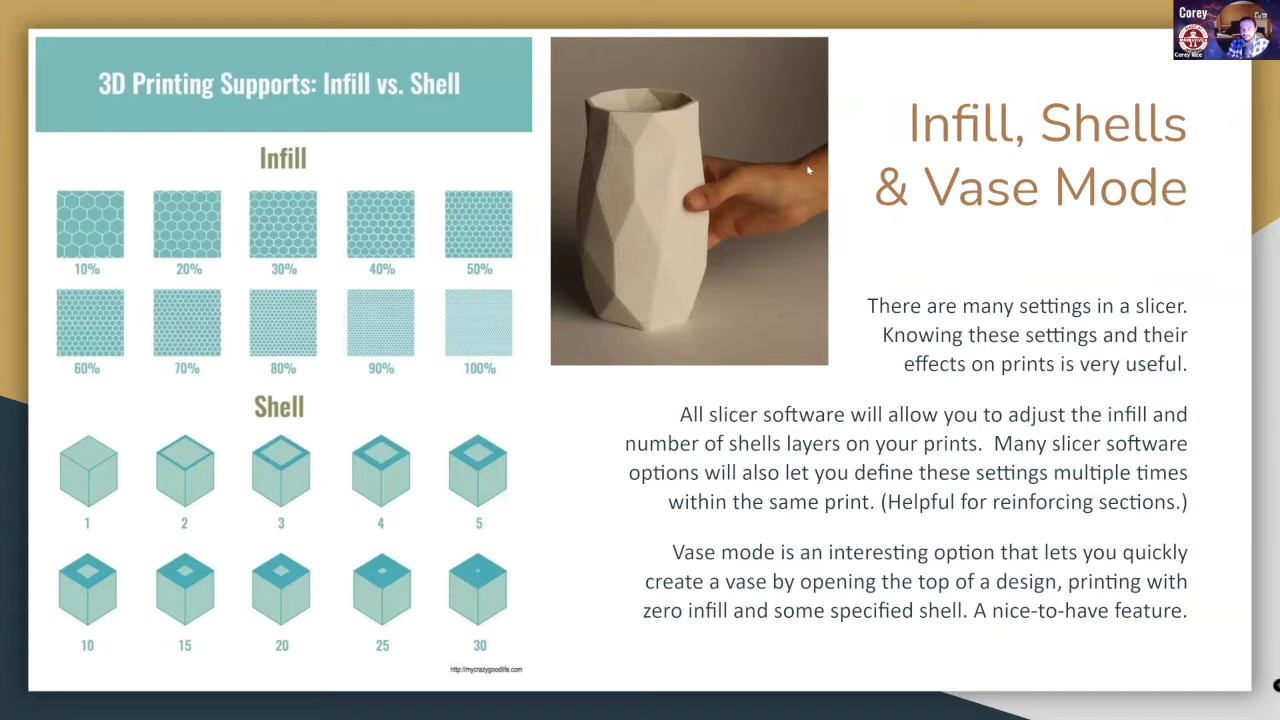 Corey
Corey Rice
3D Printing Supports: Infill vs. Shell
Infill
10% 20% 30% 40% 50%
60% 70% 80% 90% 100%
Shell
1 2 3 4 5
10 15 20 25 30
http://mycrazygoodlife.com
Infill, Shells
& Vase Mode
There are many settings in a slicer.
Knowing these settings and their
effects on prints is very useful.
All slicer software will allow you to adjust the infill and
number of shells layers on your prints. Many slicer software
options will also let you define these settings multiple times
within the same print. (Helpful for reinforcing sections.)
Vase mode is an interesting option that lets you quickly
create a vase by opening the top of a design, printing with
zero infill and some specified shell. A nice-to-have feature.